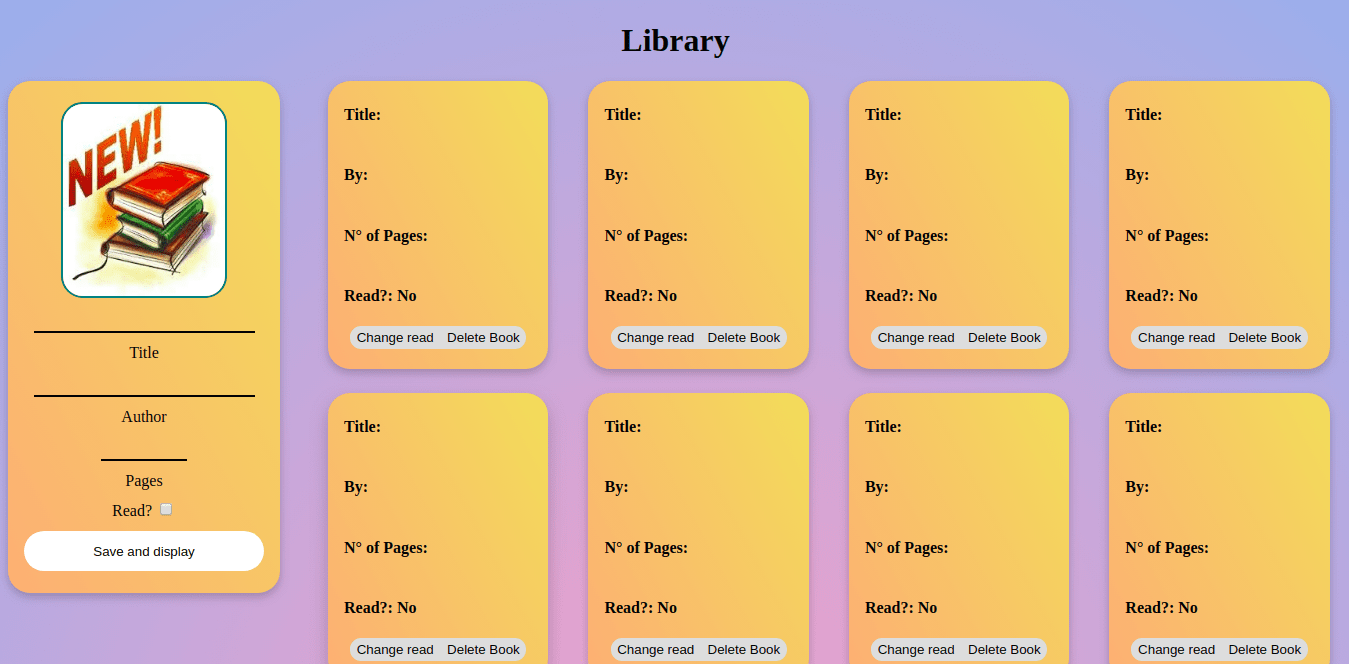 Library
NEW!
Title
Author
Pages
Read?
Save and display
Title:
By:
N° of Pages:
Read?: No
Change read Delete Book
Title:
By:
N° of Pages:
Read?: No
Change read Delete Book
Title:
By:
N° of Pages:
Read?: No
Change read Delete Book
Title:
By:
N° of Pages:
Read?: No
Change read Delete Book
Title:
By:
N° of Pages:
Read?: No
Change read Delete Book
Title:
By:
N° of Pages:
Read?: No
Change read Delete Book
Title:
By:
N° of Pages:
Read?: No
Change read Delete Book
Title:
By:
N° of Pages:
Read?: No
Change read Delete Book